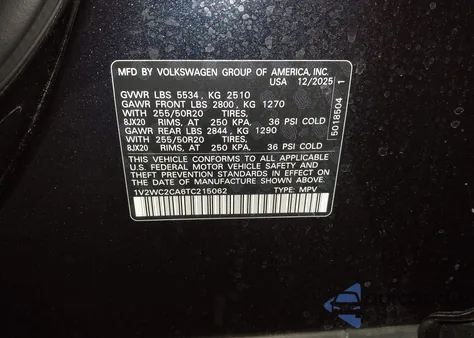 MFD BY VOLKSWAGEN GROUP OF AMERICA, INC.
USA 12/2025
GVWR LBS 5534, KG 2510
GAWR FRONT LBS 2800, KG 1270
WITH 255/50R20 TIRES,
8JX20 RIMS, AT 250 KPA, 36 PSI COLD
GAWR REAR LBS 2844, KG 1290
WITH 255/50R20 TIRES,
8JX20 RIMS, AT 250 KPA, 36 PSI COLD
THIS VEHICLE CONFORMS TO ALL APPLICABLE
U.S. FEDERAL MOTOR VEHICLE SAFETY AND
THEFT PREVENTION STANDARDS IN EFFECT ON THE
DATE OF MANUFACTURE SHOWN ABOVE.
1V2WC2CA6TC215062 TYPE: MPV
5018504 1